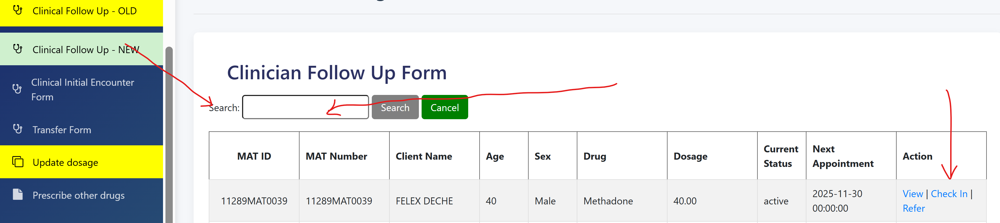 Clinical Follow Up - OLD
Clinical Follow Up - NEW
Clinical Initial Encounter
Form
Transfer Form
Update dosage
Prescribe other drugs
Clinician Follow Up Form
Search:
Search
Cancel
MAT ID
MAT Number
Client Name
Age
Sex
Drug
Dosage
Current
Status
Next
Appointment
Action
11289MAT0039
11289MAT0039
FELEX DECHE
40
Male
Methadone
40.00
active
2025-11-30
00:00:00
View | Check In |
Refer